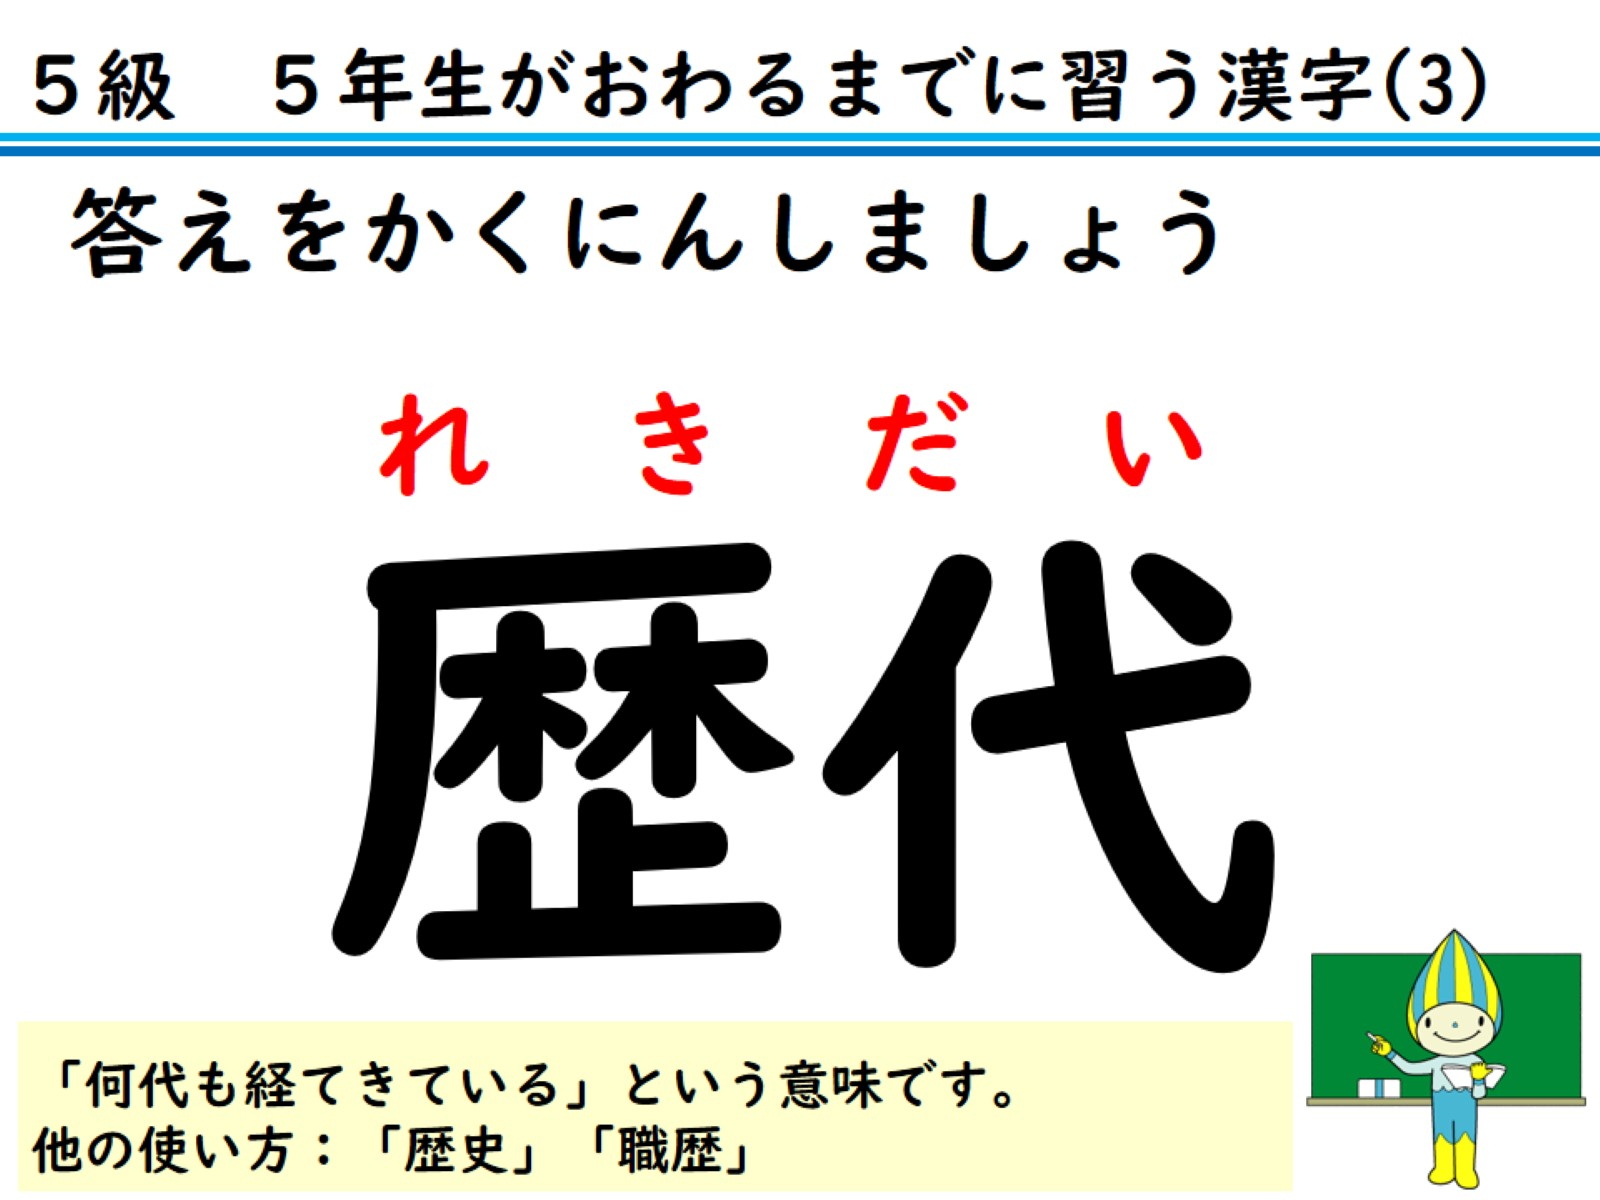 ５級　５年生がおわるまでに習う漢字(3)
答えをかくにんしましょう
れきだい
歴代
「何代も経てきている」という意味です。
他の使い方：「歴史」「職歴」